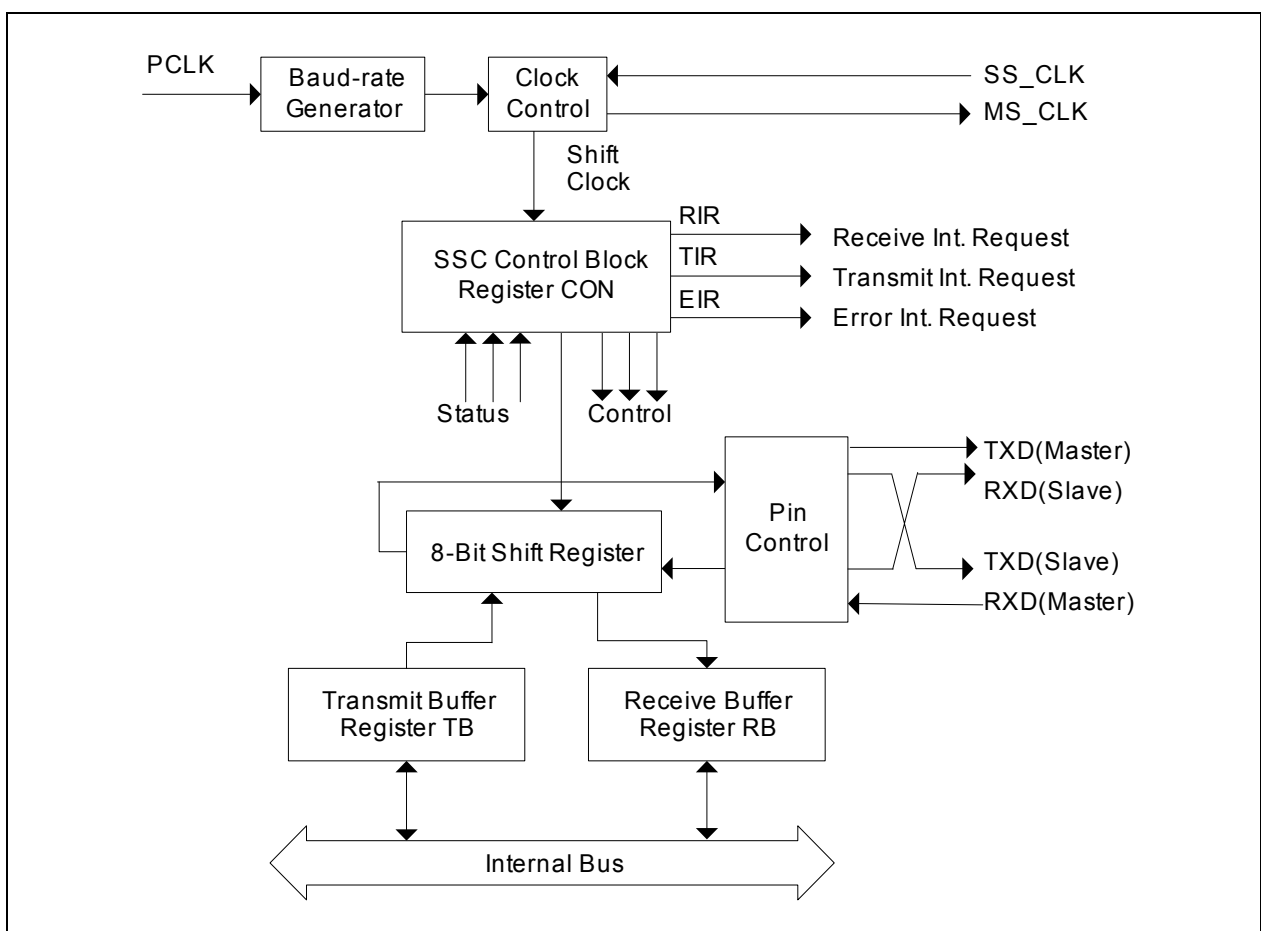 PCLK
Baud-rate
Generator
Clock
Control
SS_CLK
MS_CLK
Shift
Clock
SSC Control Block
Register CON
RIR
TIR
EIR
Receive Int. Request
Transmit Int. Request
Error Int. Request
Status
Control
8-Bit Shift Register
Pin
Control
TXD(Master)
RXD(Slave)
TXD(Slave)
RXD(Master)
Transmit Buffer
Register TB
Receive Buffer
Register RB
Internal Bus